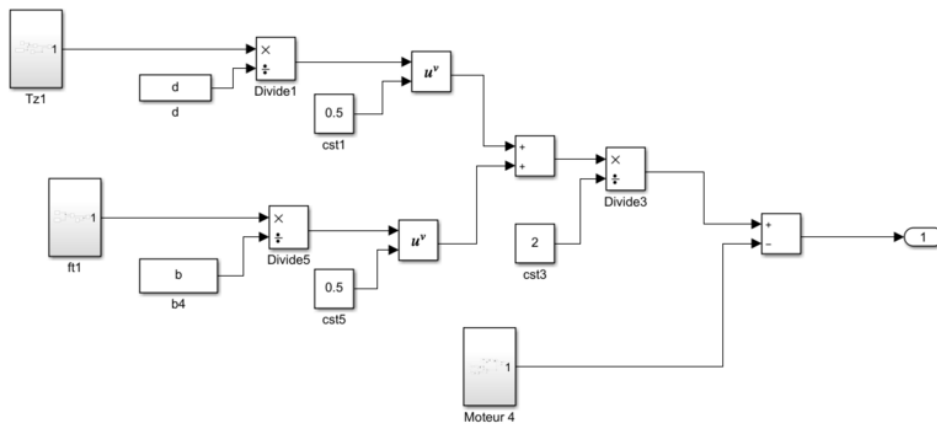 1
Tz1
×
÷
Divide1
d
d
u^v
0.5
cst1
+
+
×
÷
Divide3
1
ft1
×
÷
Divide5
b
b4
u^v
0.5
cst5
2
cst3
+
−
1
1
Moteur 4